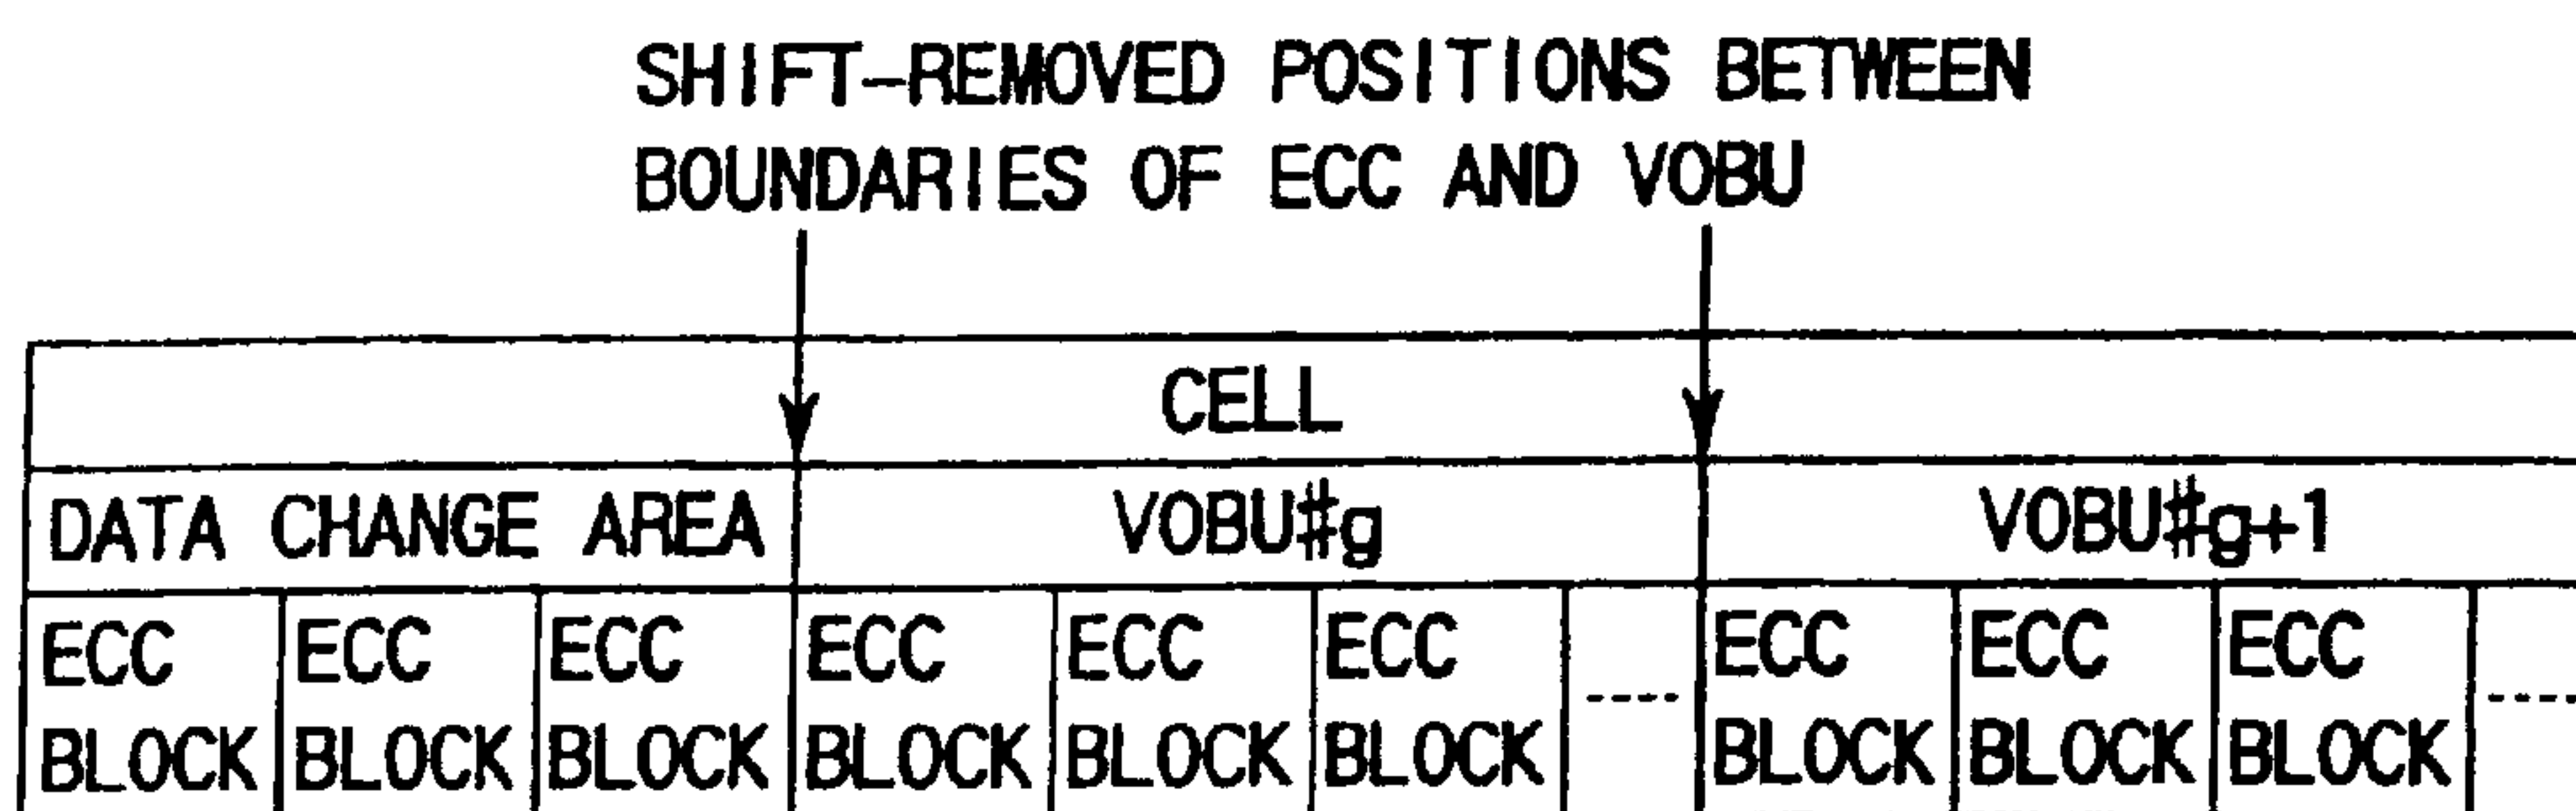 SHIFT-REMOVED POSITIONS BETWEEN
BOUNDARIES OF ECC AND VOBU
CELL
DATA CHANGE AREA VOBU#g VOBU#g+1
ECC ECC ECC ECC ECC ECC ECC ECC ECC
BLOCK BLOCK BLOCK BLOCK BLOCK BLOCK ---- BLOCK BLOCK BLOCK ----